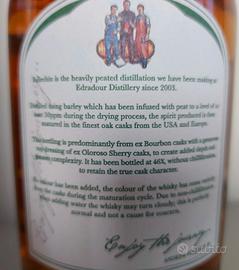 Ballechin is the heavily peated distillation we have been making at
Edradour Distillery since 2003.
Distilled using barley which has been infused with peat to a level of at
least 50ppm during the drying process, the spirit produced is then
matured in the finest oak casks from the USA and Europe.
This bottling is predominantly from ex Bourbon casks with a generous
topdressing of ex Oloroso Sherry casks, to create added depth and
greater complexity. It has been bottled at 46%, without chillfiltration
to retain the true cask character.
No colour has been added, the colour of the whisky has come from
the casks during the maturation cycle. Due to non-chillfiltration
when adding water the whisky may turn cloudy; this is perfectly
normal and not a cause for concern.
Enjoy the
subito.it